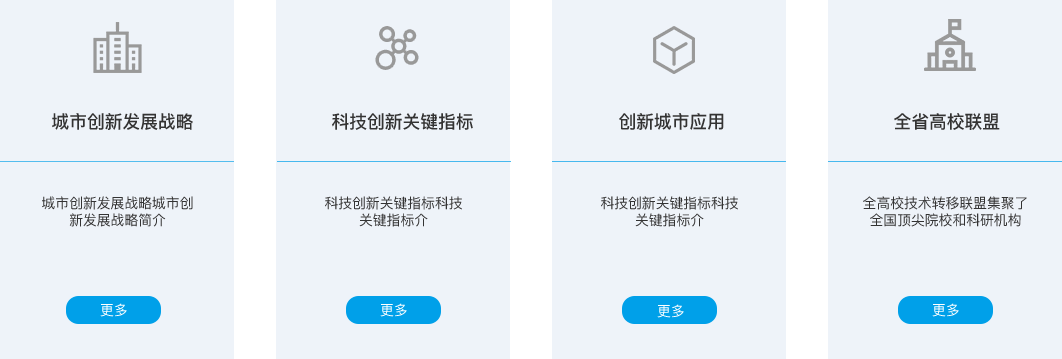 城市创新发展战略
城市创新发展战略城市创
新发展战略简介
更多
科技创新关键指标
科技创新关键指标科技
关键指标介
更多
创新城市应用
科技创新关键指标科技
关键指标介
更多
全省高校联盟
全高校技术转移联盟集聚了
全国顶尖院校和科研机构
更多